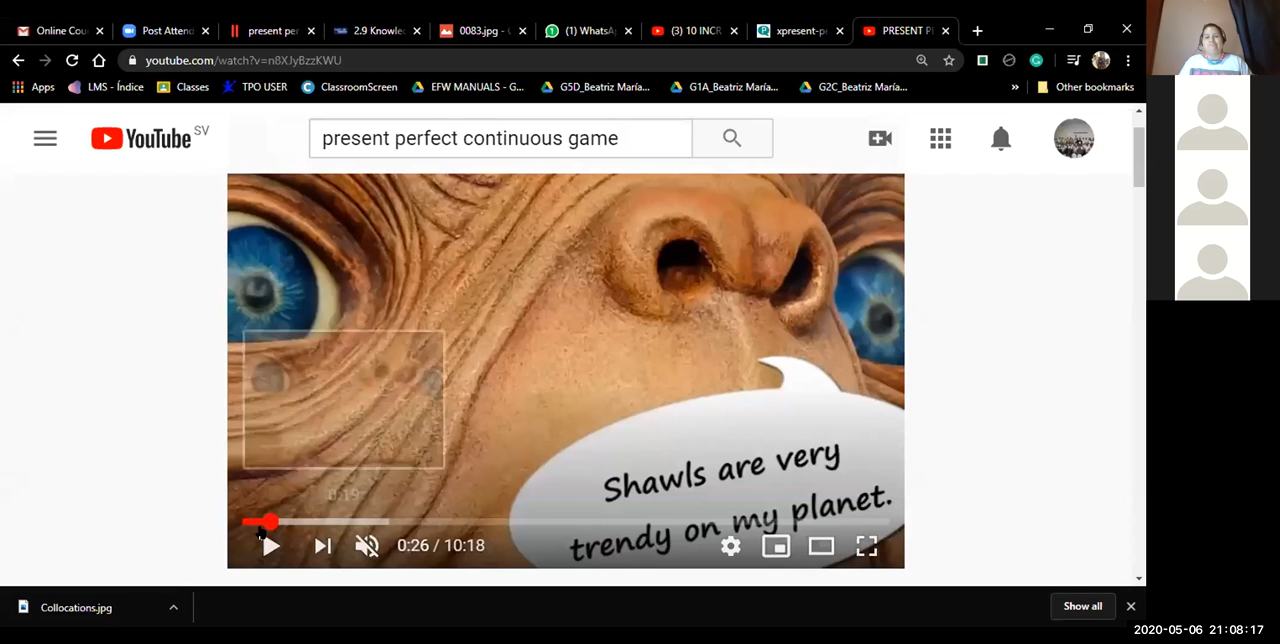 Online Cou
Post Attend
present per
2.9 Knowle
0083.jpg -
(1) WhatsA
(3) 10 INCR
xpresent-p
PRESENT P
youtube.com/watch?v=n8XJyBzzKWU
Apps
LMS - Índice
Classes
TPO USER
ClassroomScreen
EFW MANUALS - G...
G5D_Beatriz María...
G1A_Beatriz María...
G2C_Beatriz María...
»
Other bookmarks
YouTube SV
present perfect continuous game
Shawls are very
trendy on my planet.
0:19
0:26 / 10:18
Collocations.jpg
Show all
2020-05-06 21:08:17